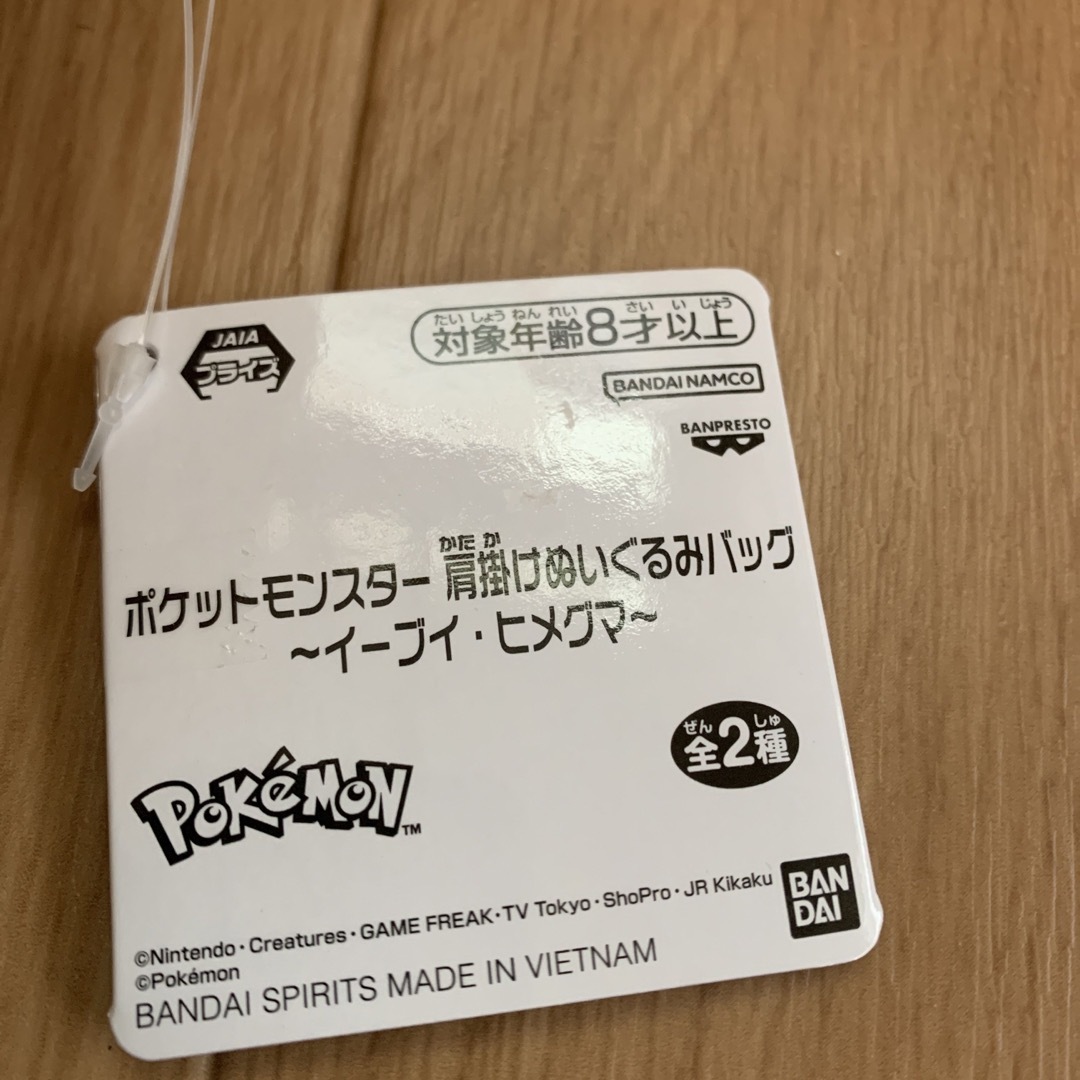 JAIA
プライズ
たいしょうねんれい さい いじょう
対象年齢8才以上
BANDAI NAMCO
BANPRESTO
かたか
ポケットモンスター 肩掛けぬいぐるみバッグ
~イーブイ・ヒメグマ~
ぜん しゅ
全2種
POKéMON™
©Nintendo・Creatures・GAME FREAK・TV Tokyo・ShoPro・JR Kikaku
©Pokémon
BANDAI SPIRITS MADE IN VIETNAM
BAN
DAI